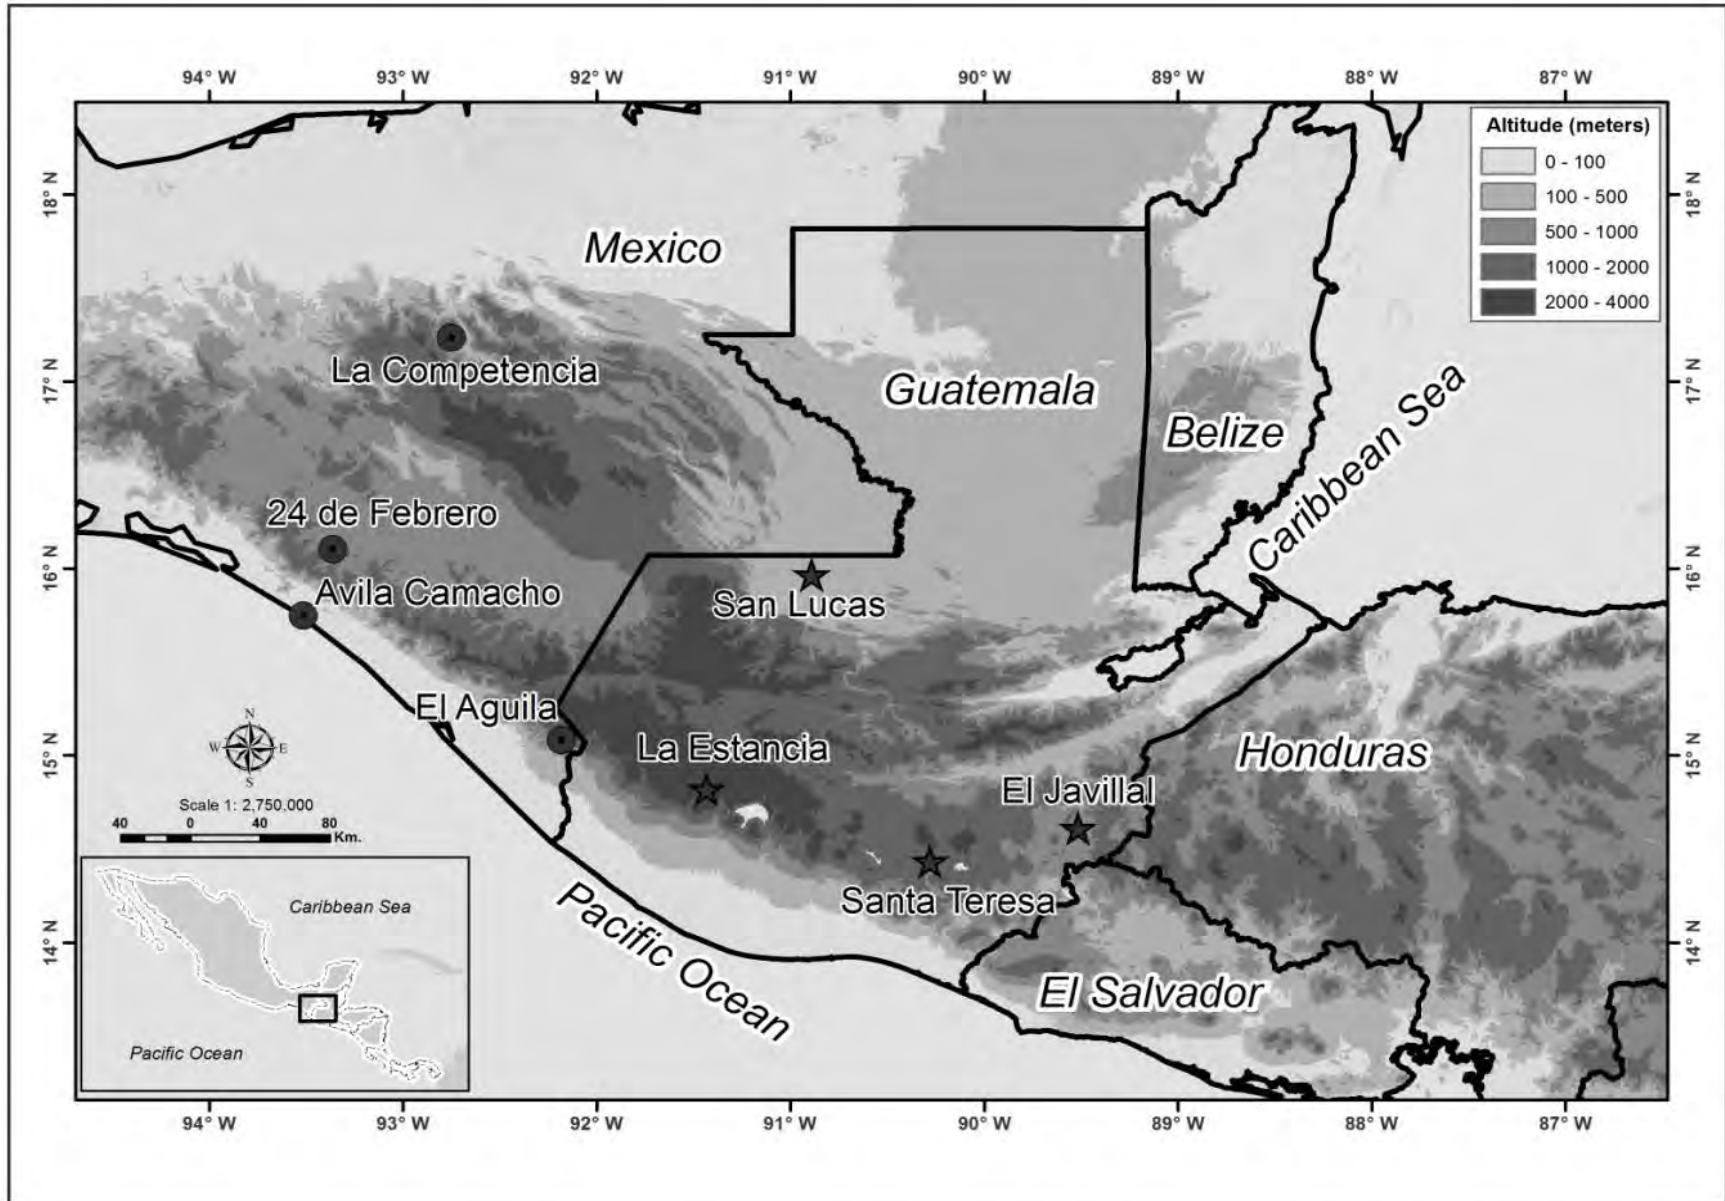 94° W 93° W 92° W 91° W 90° W 89° W 88° W 87° W
Altitude (meters)
0 - 100
100 - 500
500 - 1000
1000 - 2000
2000 - 4000
18° N
18° N
Mexico
La Competencia
17° N
17° N
Guatemala
Belize
Caribbean Sea
24 de Febrero
16° N
16° N
Avila Camacho
San Lucas
El Aguila
La Estancia
15° N
15° N
Honduras
El Javillal
N
W E
S
Scale 1: 2,750.000
40 0 40 80
Km.
Santa Teresa
14° N
14° N
Pacific Ocean
El Salvador
Caribbean Sea
Pacific Ocean
94° W 93° W 92° W 91° W 90° W 89° W 88° W 87° W